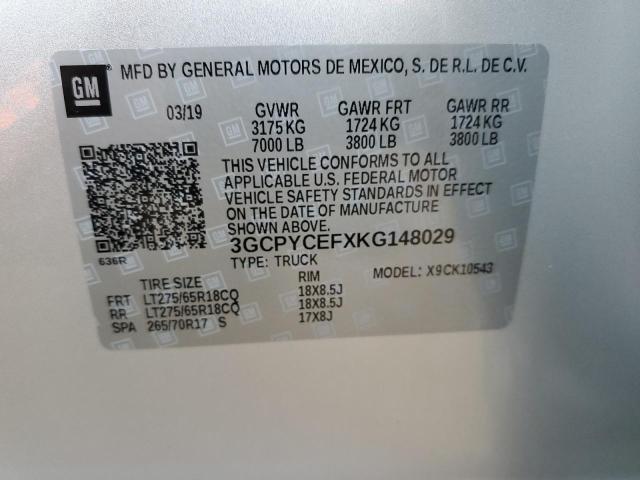 GM MFD BY GENERAL MOTORS DE MEXICO, S. DE R.L. DE C.V.
03/19 GVWR GAWR FRT GAWR RR
3175 KG 1724 KG 1724 KG
7000 LB 3800 LB 3800 LB
THIS VEHICLE CONFORMS TO ALL
APPLICABLE U.S. FEDERAL MOTOR
VEHICLE SAFETY STANDARDS IN EFFECT
ON THE DATE OF MANUFACTURE
SHOWN ABOVE.
3GCPYCEFXKG148029
636R TYPE: TRUCK MODEL: X9CK10543
TIRE SIZE RIM
FRT LT275/65R18CQ 18X8.5J
RR LT275/65R18CQ 18X8.5J
SPA 265/70R17 S 17X8J